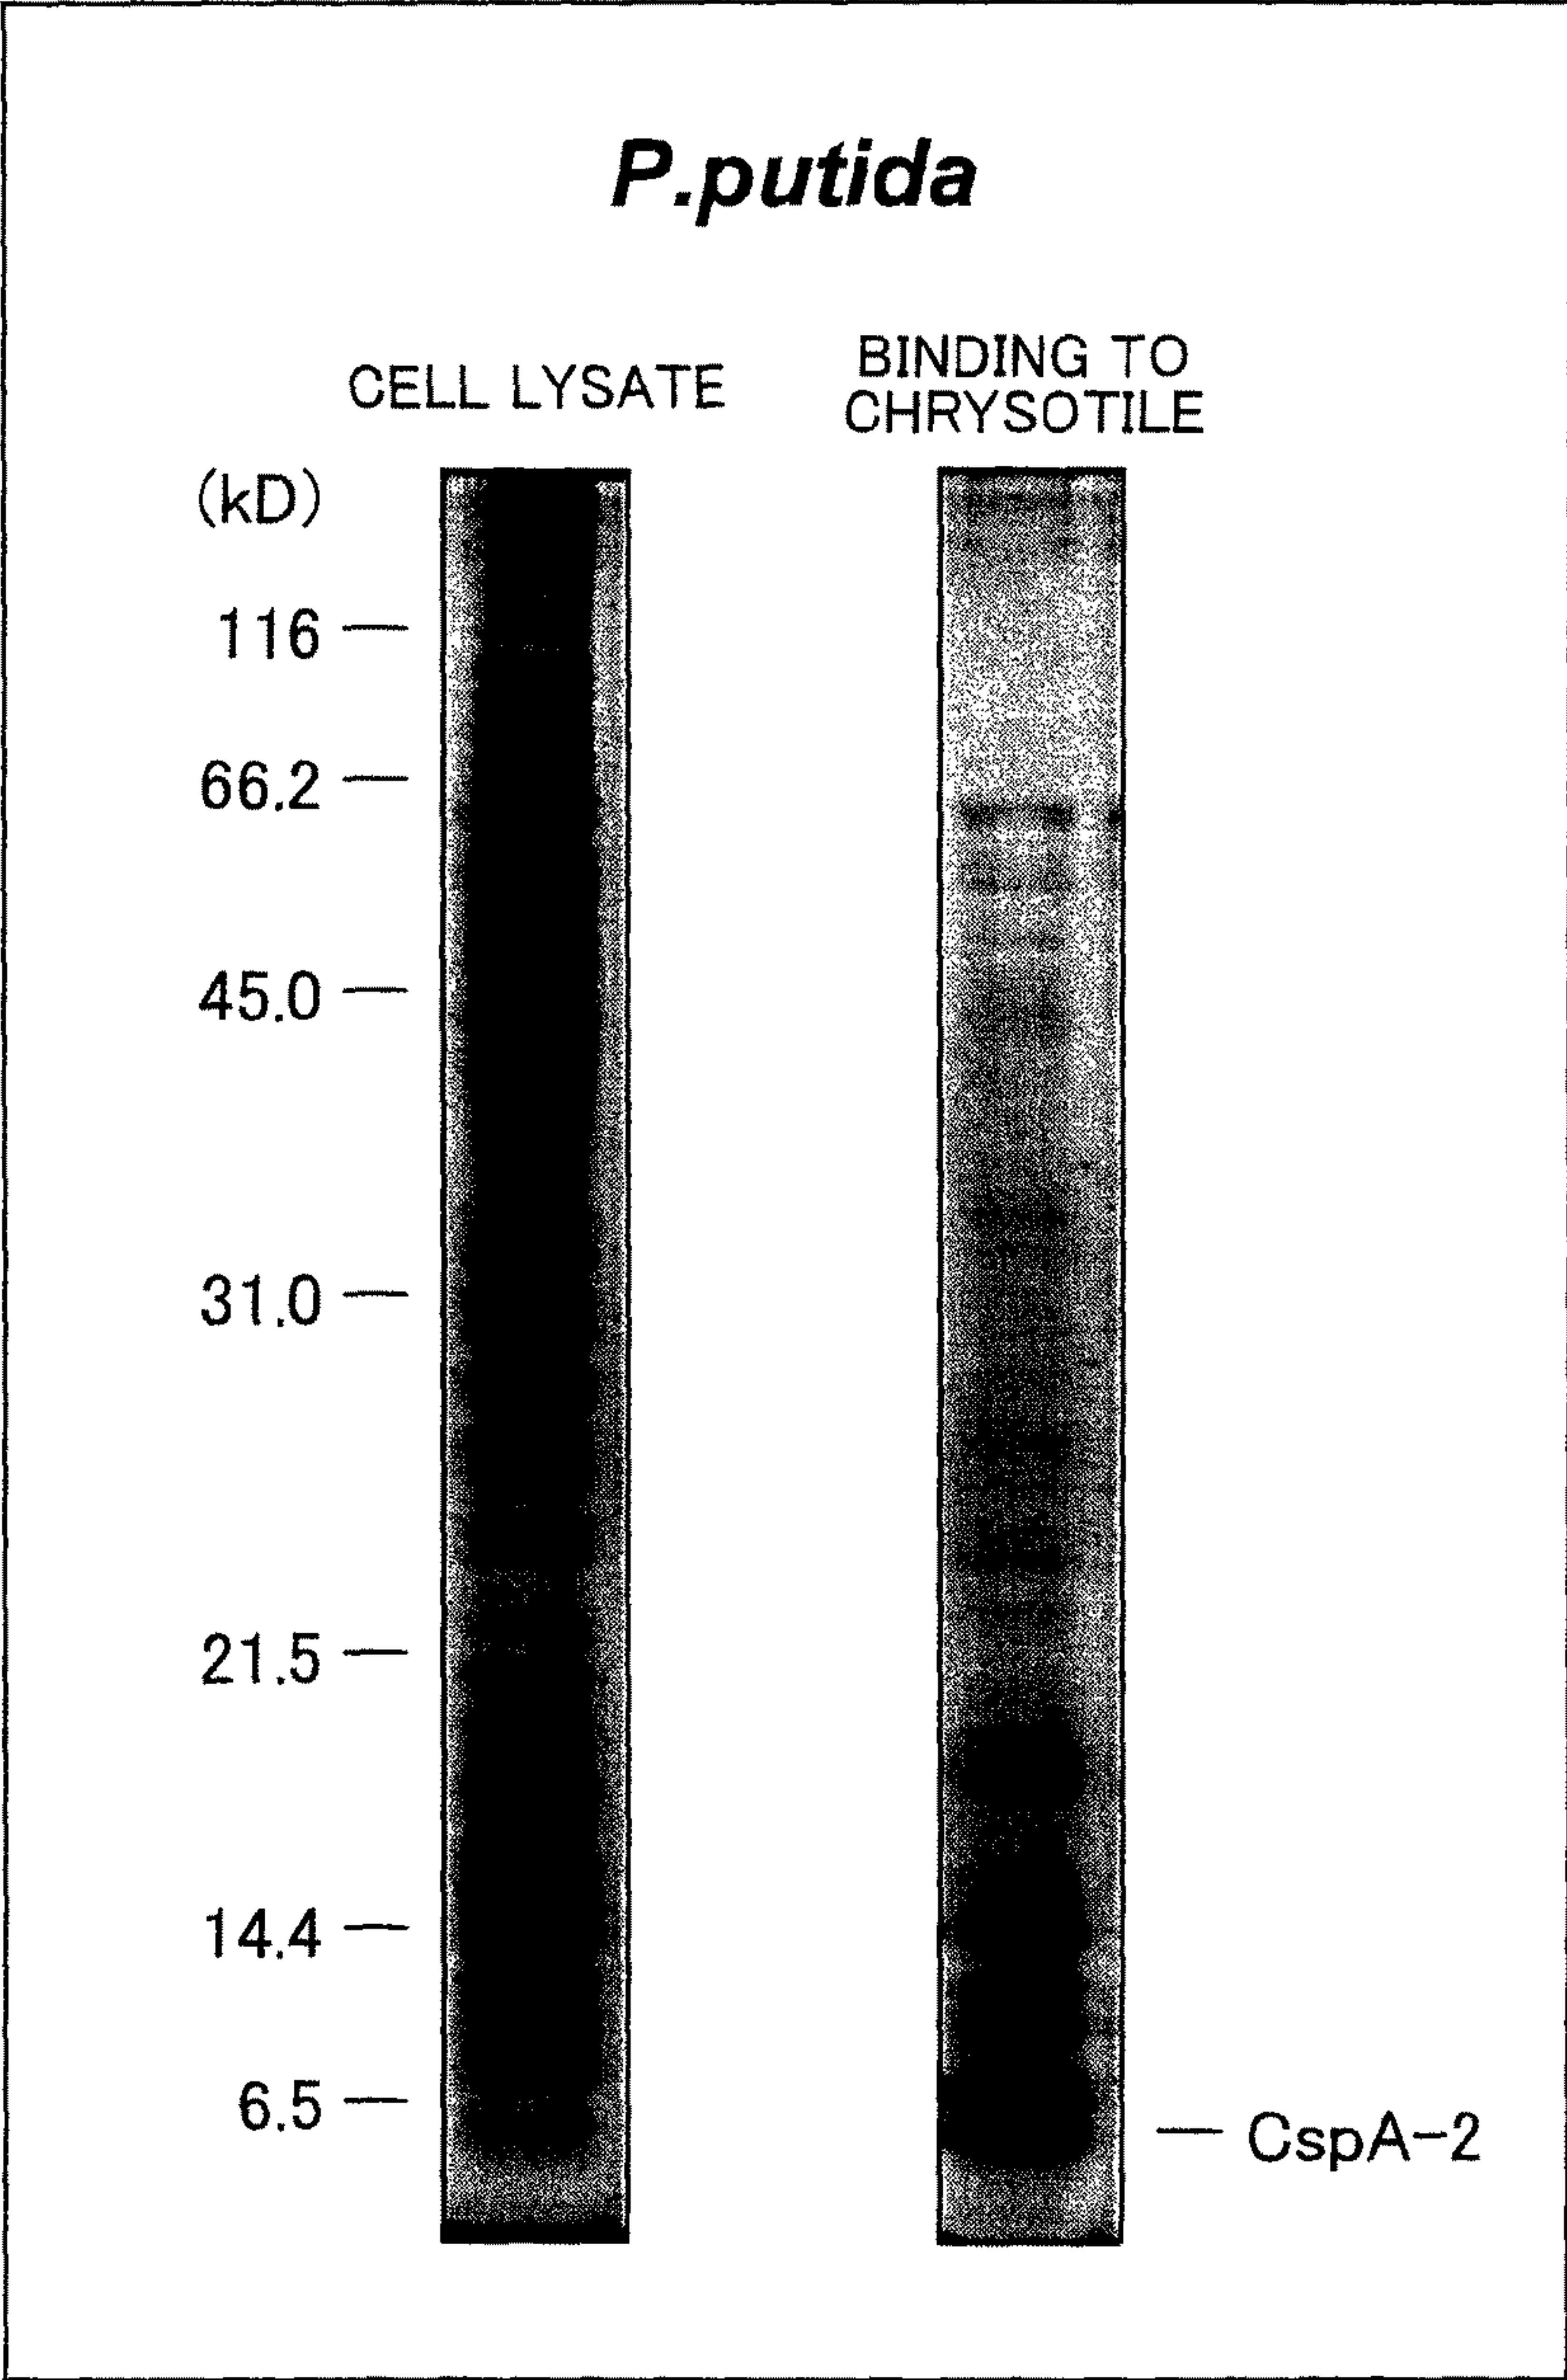 P.putida
CELL LYSATE
BINDING TO
CHRYSOTILE
(kD)
116
66.2
45.0
31.0
21.5
14.4
6.5
CspA-2